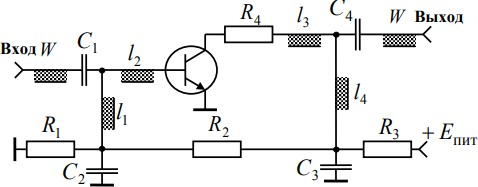 R4 l3 C4 W Выход
Вход W C1 l2
l1 l4
R1 R2 R3 + Eпит
C2 C3